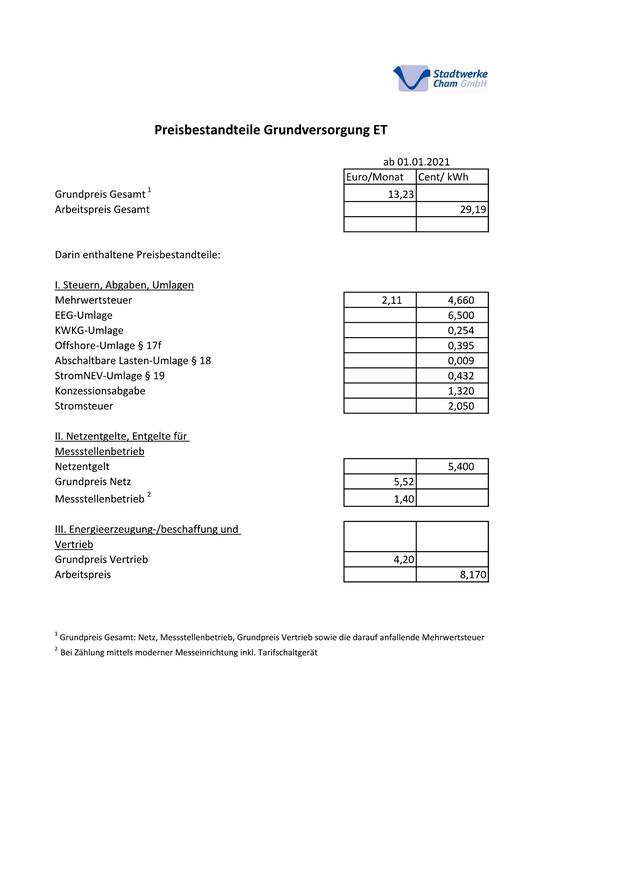 Stadtwerke
Cham GmbH
Preisbestandteile Grundversorgung ET
ab 01.01.2021
Euro/Monat Cent/ kWh
Grundpreis Gesamt 1 13,23
Arbeitspreis Gesamt 29,19
Darin enthaltene Preisbestandteile:
I. Steuern, Abgaben, Umlagen
Mehrwertsteuer 2,11 4,660
EEG-Umlage 6,500
KWKG-Umlage 0,254
Offshore-Umlage § 17f 0,395
Abschaltbare Lasten-Umlage § 18 0,009
StromNEV-Umlage § 19 0,432
Konzessionsabgabe 1,320
Stromsteuer 2,050
II. Netzentgelte, Entgelte für
Messstellenbetrieb
Netzentgelt 5,400
Grundpreis Netz 5,52
Messstellenbetrieb 2 1,40
III. Energieerzeugung-/beschaffung und
Vertrieb
Grundpreis Vertrieb 4,20
Arbeitspreis 8,170
1 Grundpreis Gesamt: Netz, Messstellenbetrieb, Grundpreis Vertrieb sowie die darauf anfallende Mehrwertsteuer
2 Bei Zählung mittels moderner Messeinrichtung inkl. Tarifschaltgerät